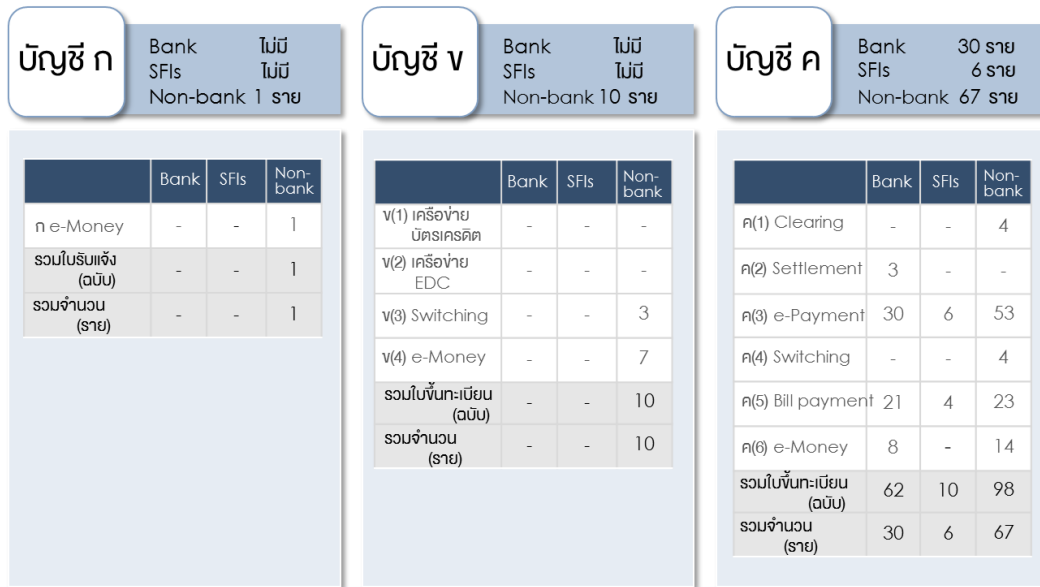 บัญชี ก
Bank ไม่มี
SFIs ไม่มี
Non-bank 1 ราย
Bank SFIs Non-
bank
ก e-Money - - 1
รวมใบรับแจ้ง
(ฉบับ) - - 1
รวมจำนวน
(ราย) - - 1
บัญชี ข
Bank ไม่มี
SFIs ไม่มี
Non-bank 10 ราย
Bank SFIs Non-
bank
ข(1) เครือข่าย
บัตรเครดิต - - -
ข(2) เครือข่าย
EDC - - -
ข(3) Switching - - 3
ข(4) e-Money - - 7
รวมใบขึ้นทะเบียน
(ฉบับ) - - 10
รวมจำนวน
(ราย) - - 10
บัญชี ค
Bank 30 ราย
SFIs 6 ราย
Non-bank 67 ราย
Bank SFIs Non-
bank
ค(1) Clearing - - 4
ค(2) Settlement 3 - -
ค(3) e-Payment 30 6 53
ค(4) Switching - - 4
ค(5) Bill payment 21 4 23
ค(6) e-Money 8 - 14
รวมใบขึ้นทะเบียน
(ฉบับ) 62 10 98
รวมจำนวน
(ราย) 30 6 67